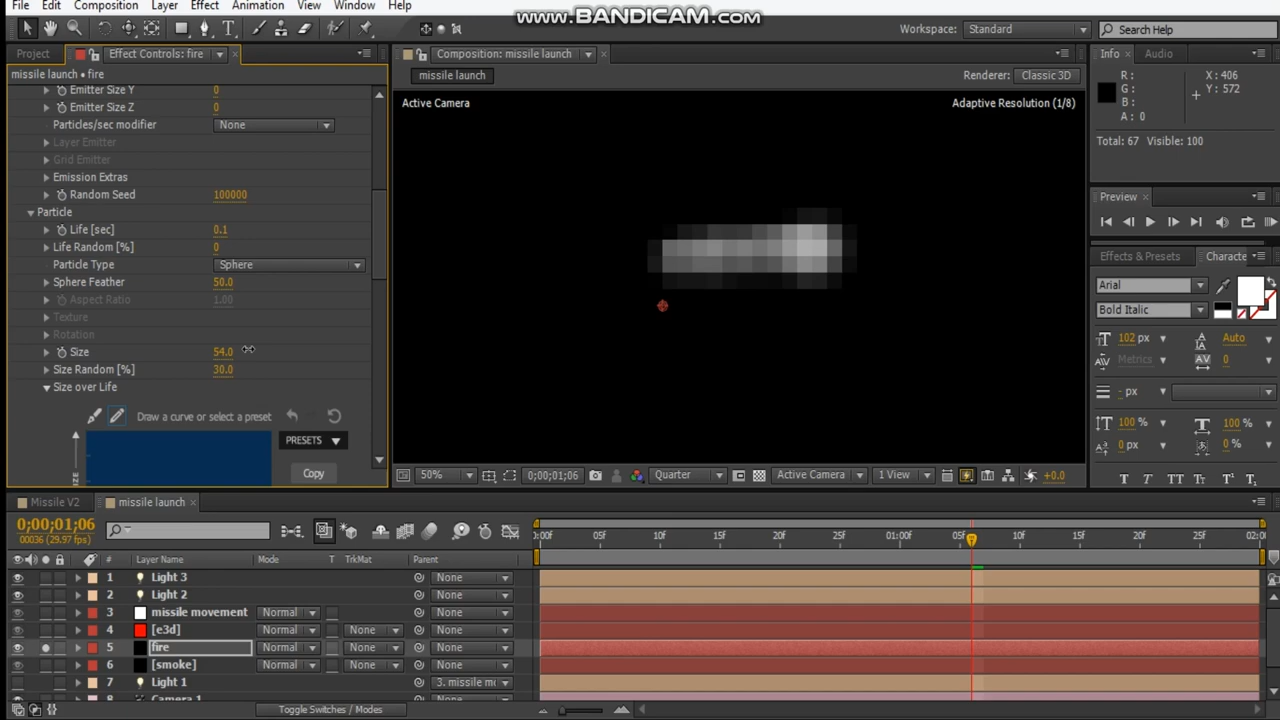 www.BANDICAM.com
File Edit Composition Layer Effect Animation View Window Help
Workspace: Standard Search Help
Project Effect Controls: fire
missile launch • fire
Emitter Size Y 0
Emitter Size Z 0
Particles/sec modifier None
Layer Emitter
Grid Emitter
Emission Extras
Random Seed 100000
Particle
Life [sec] 0.1
Life Random [%] 0
Particle Type Sphere
Sphere Feather 50.0
Aspect Ratio 1.00
Texture
Rotation
Size 54.0
Size Random [%] 30.0
Size over Life
Draw a curve or select a preset
PRESETS
Copy
Composition: missile launch
missile launch
Renderer: Classic 3D
Active Camera
Adaptive Resolution (1/8)
50% 0;00;01;06 Quarter Active Camera 1 View +0.0
Info Audio
R: X: 406
G: Y: 572
B:
A: 0
Total: 67 Visible: 100
Preview
Effects & Presets Characte
Arial
Bold Italic
102 px Auto
Metrics 0
- px
100 % 100 %
0 px 0 %
T T TT Tr
Missile V2 missile launch
0;00;01;06
00036 (29.97 fps)
# Layer Name Mode T TrkMat Parent
:00f 05f 10f 15f 20f 25f 01:00f 05f 10f 15f 20f 25f 02:0
1 Light 3 None
2 Light 2 None
3 missile movement Normal None
4 [e3d] Normal None None
5 fire Normal None None
6 [smoke] Normal None None
7 Light 1 3. missile mo
8 Camera 1 None
Toggle Switches / Modes